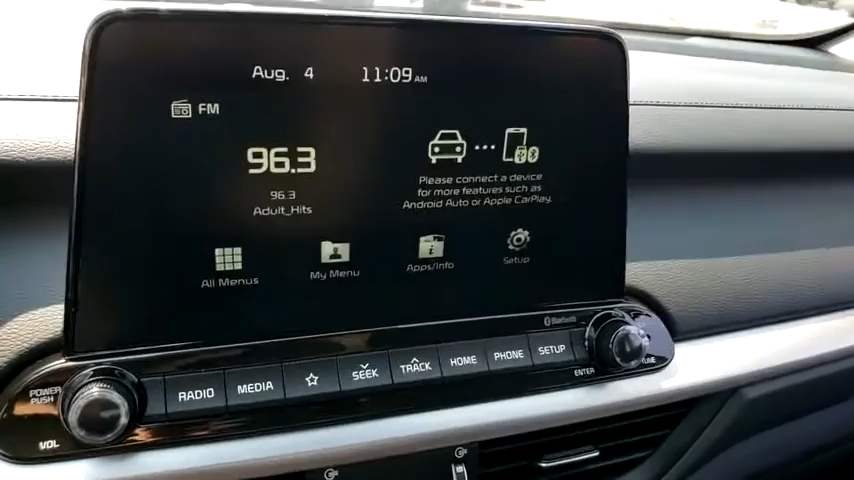 Aug. 4 11:09 AM
FM
96.3
96.3
Adult_Hits
Please connect a device
for more features such as
Android Auto or Apple CarPlay.
All Menus My Menu Apps/Info Setup
Bluetooth
POWER
PUSH
VOL
RADIO MEDIA ☆ SEEK TRACK HOME PHONE SETUP
TUNE
ENTER